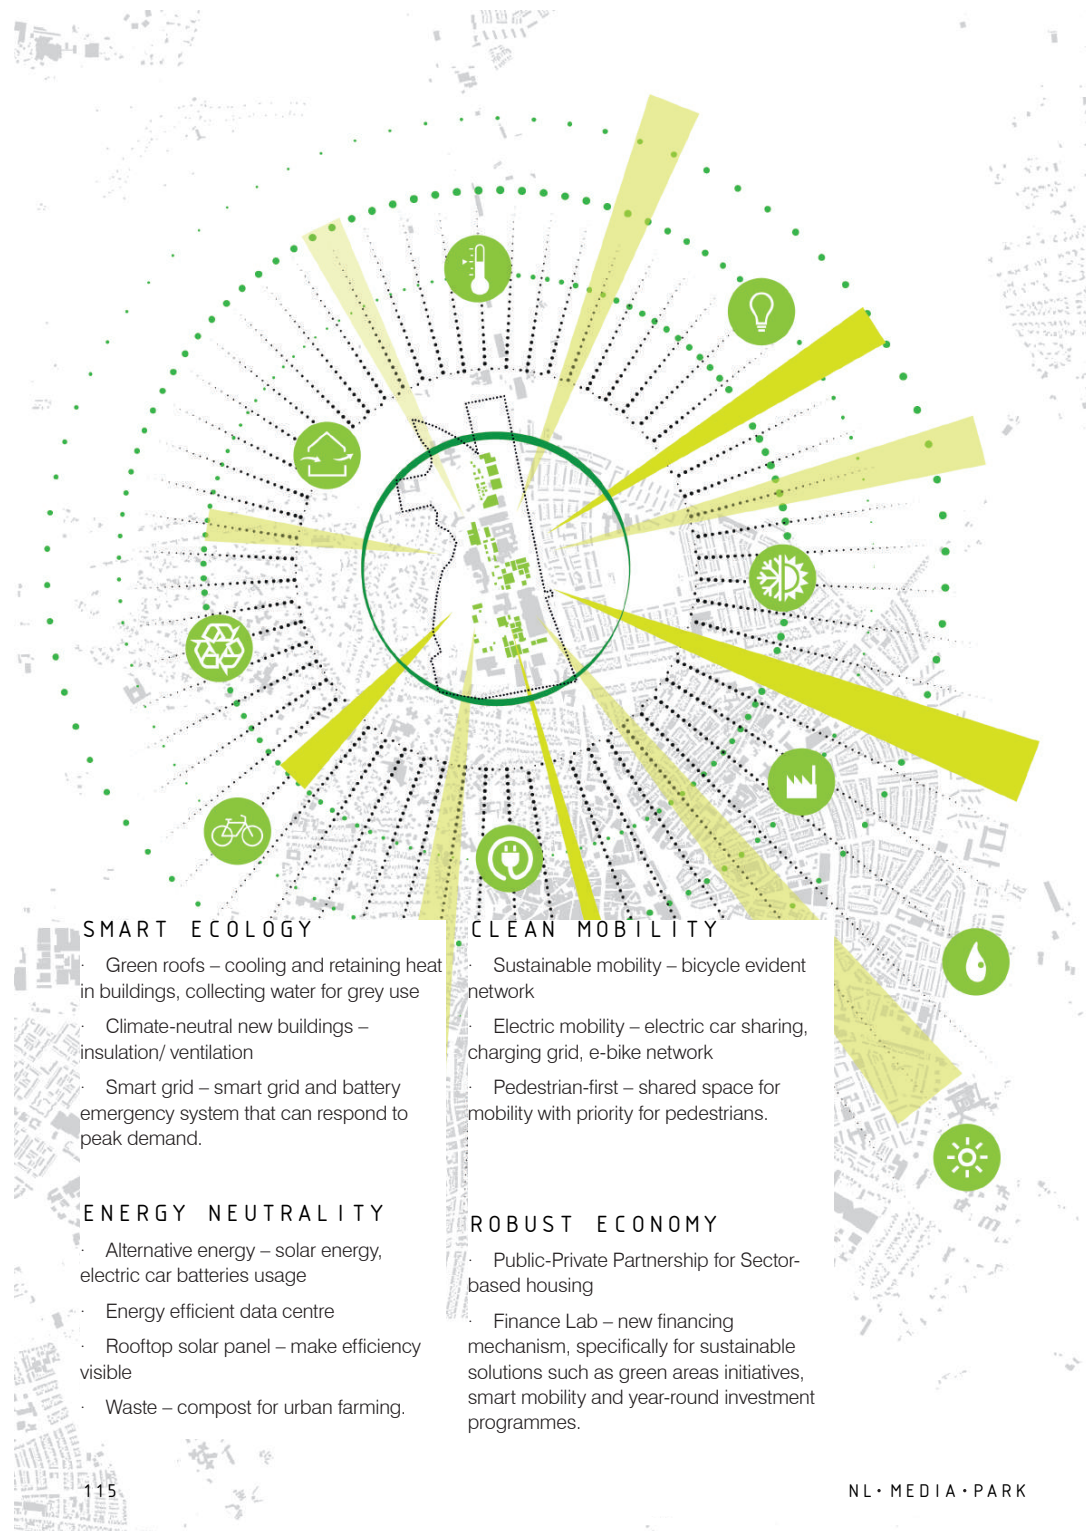 SMART ECOLOGY
· Green roofs – cooling and retaining heat
in buildings, collecting water for grey use
· Climate-neutral new buildings –
insulation/ ventilation
· Smart grid – smart grid and battery
emergency system that can respond to
peak demand.
ENERGY NEUTRALITY
· Alternative energy – solar energy,
electric car batteries usage
· Energy efficient data centre
· Rooftop solar panel – make efficiency
visible
· Waste – compost for urban farming.
CLEAN MOBILITY
· Sustainable mobility – bicycle evident
network
· Electric mobility – electric car sharing,
charging grid, e-bike network
· Pedestrian-first – shared space for
mobility with priority for pedestrians.
ROBUST ECONOMY
· Public-Private Partnership for Sector-
based housing
· Finance Lab – new financing
mechanism, specifically for sustainable
solutions such as green areas initiatives,
smart mobility and year-round investment
programmes.
115
NL·MEDIA·PARK